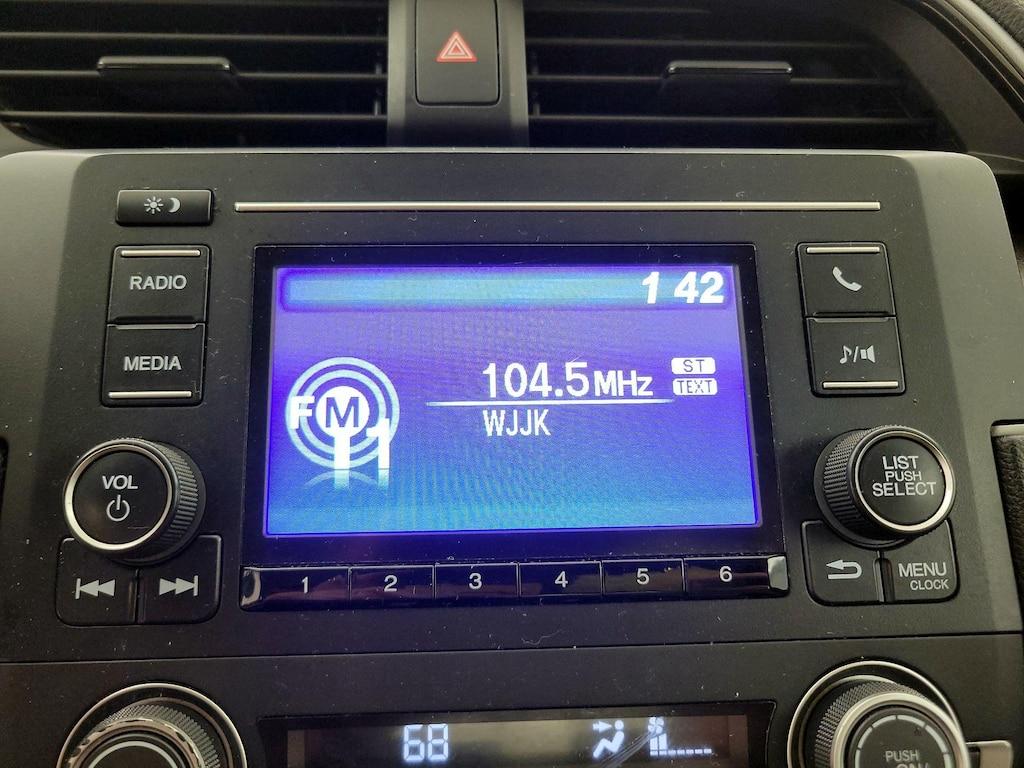 1 42
RADIO
MEDIA
104.5MHz ST
TEXT
FM
1
WJJK
VOL
LIST
PUSH
SELECT
1 2 3 4 5 6
MENU
CLOCK
68
PUSH